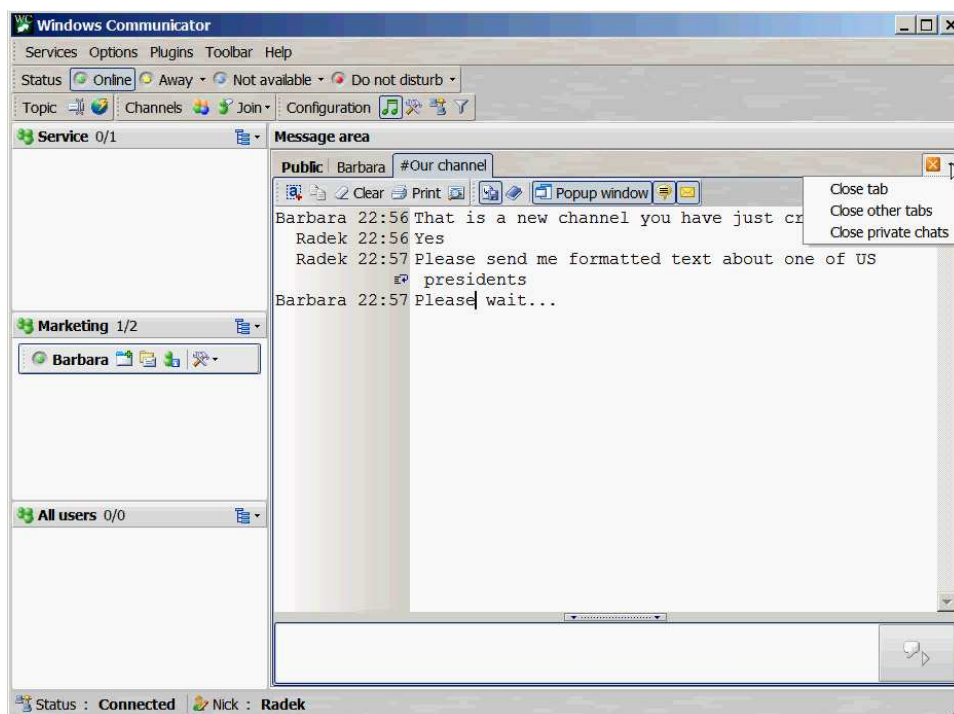 Windows Communicator
Services Options Plugins Toolbar Help
Status Online Away Not available Do not disturb
Topic Channels Join Configuration
Service 0/1
Message area
Public Barbara #Our channel
Clear Print Popup window
Close tab
Close other tabs
Close private chats
Barbara 22:56 That is a new channel you have just cr
Radek 22:56 Yes
Radek 22:57 Please send me formatted text about one of US
presidents
Barbara 22:57 Please wait...
Marketing 1/2
Barbara
All users 0/0
Status : Connected Nick : Radek